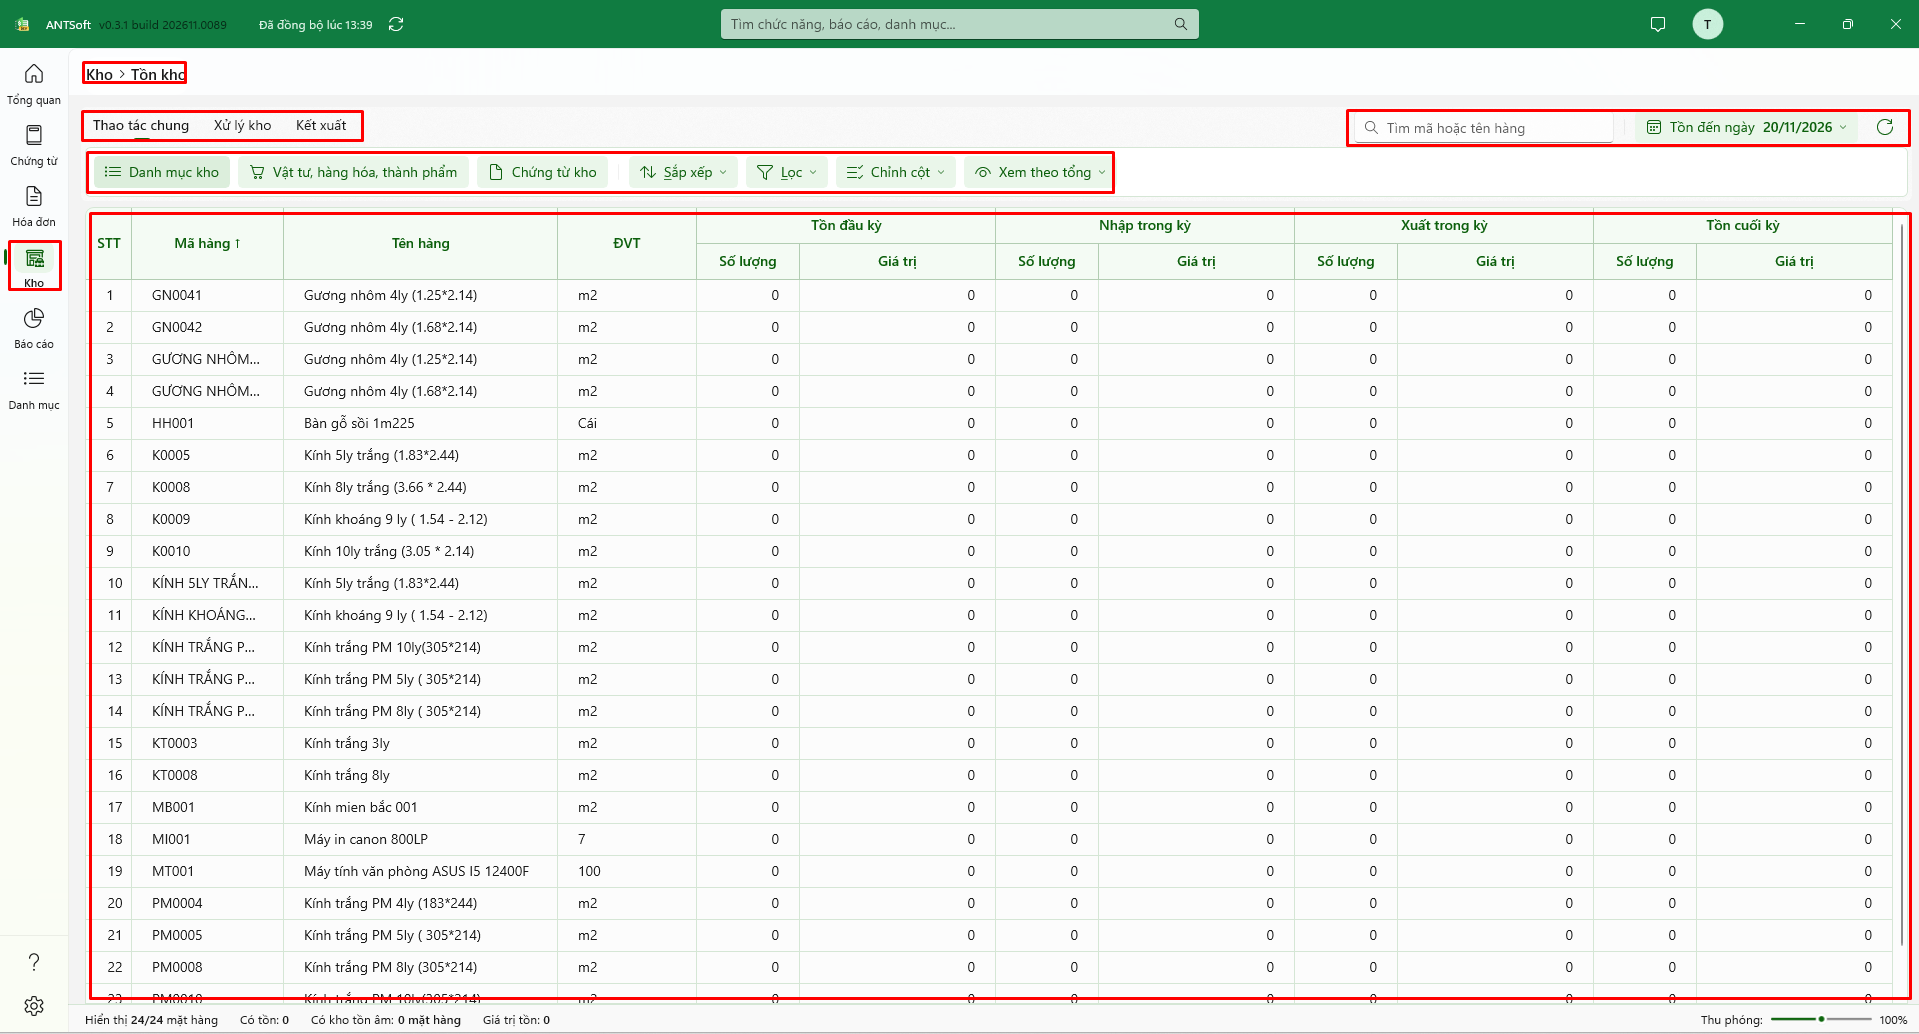 ANTSoft v0.3.1 build 202611.0089 Đã đồng bộ lúc 13:39 Tìm chức năng, báo cáo, danh mục... T
Tổng quan
Chứng từ
Hóa đơn
Kho
Báo cáo
Danh mục
Kho > Tồn kho
Thao tác chung Xử lý kho Kết xuất Tìm mã hoặc tên hàng Tồn đến ngày 20/11/2026
Danh mục kho Vật tư, hàng hóa, thành phẩm Chứng từ kho Sắp xếp Lọc Chỉnh cột Xem theo tổng
STT Mã hàng ↑ Tên hàng ĐVT Tồn đầu kỳ Nhập trong kỳ Xuất trong kỳ Tồn cuối kỳ
Số lượng Giá trị Số lượng Giá trị Số lượng Giá trị Số lượng Giá trị
1 GN0041 Gương nhôm 4ly (1.25*2.14) m2 0 0 0 0 0 0 0 0
2 GN0042 Gương nhôm 4ly (1.68*2.14) m2 0 0 0 0 0 0 0 0
3 GƯƠNG NHÔM... Gương nhôm 4ly (1.25*2.14) m2 0 0 0 0 0 0 0 0
4 GƯƠNG NHÔM... Gương nhôm 4ly (1.68*2.14) m2 0 0 0 0 0 0 0 0
5 HH001 Bàn gỗ sồi 1m225 Cái 0 0 0 0 0 0 0 0
6 K0005 Kính 5ly trắng (1.83*2.44) m2 0 0 0 0 0 0 0 0
7 K0008 Kính 8ly trắng (3.66 * 2.44) m2 0 0 0 0 0 0 0 0
8 K0009 Kính khoáng 9 ly ( 1.54 - 2.12) m2 0 0 0 0 0 0 0 0
9 K0010 Kính 10ly trắng (3.05 * 2.14) m2 0 0 0 0 0 0 0 0
10 KÍNH 5LY TRẮN... Kính 5ly trắng (1.83*2.44) m2 0 0 0 0 0 0 0 0
11 KÍNH KHOÁNG... Kính khoáng 9 ly ( 1.54 - 2.12) m2 0 0 0 0 0 0 0 0
12 KÍNH TRẮNG P... Kính trắng PM 10ly(305*214) m2 0 0 0 0 0 0 0 0
13 KÍNH TRẮNG P... Kính trắng PM 5ly ( 305*214) m2 0 0 0 0 0 0 0 0
14 KÍNH TRẮNG P... Kính trắng PM 8ly ( 305*214) m2 0 0 0 0 0 0 0 0
15 KT0003 Kính trắng 3ly m2 0 0 0 0 0 0 0 0
16 KT0008 Kính trắng 8ly m2 0 0 0 0 0 0 0 0
17 MB001 Kính mien bắc 001 m2 0 0 0 0 0 0 0 0
18 MI001 Máy in canon 800LP 7 0 0 0 0 0 0 0 0
19 MT001 Máy tính văn phòng ASUS I5 12400F 100 0 0 0 0 0 0 0 0
20 PM0004 Kính trắng PM 4ly (183*244) m2 0 0 0 0 0 0 0 0
21 PM0005 Kính trắng PM 5ly ( 305*214) m2 0 0 0 0 0 0 0 0
22 PM0008 Kính trắng PM 8ly (305*214) m2 0 0 0 0 0 0 0 0
23 PM0010 Kính trắng PM 10ly(305*214) m2 0 0 0 0 0 0 0 0
Hiển thị 24/24 mặt hàng Có tồn: 0 Có kho tồn âm: 0 mặt hàng Giá trị tồn: 0 Thu phóng: 100%